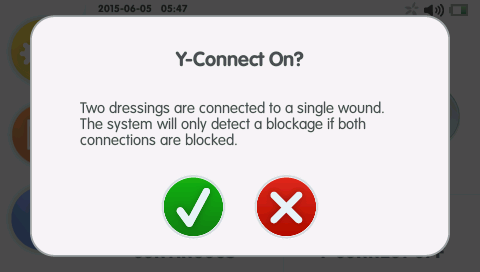 2015-06-05 05:47
Y-Connect On?
Two dressings are connected to a single wound.
The system will only detect a blockage if both
connections are blocked.